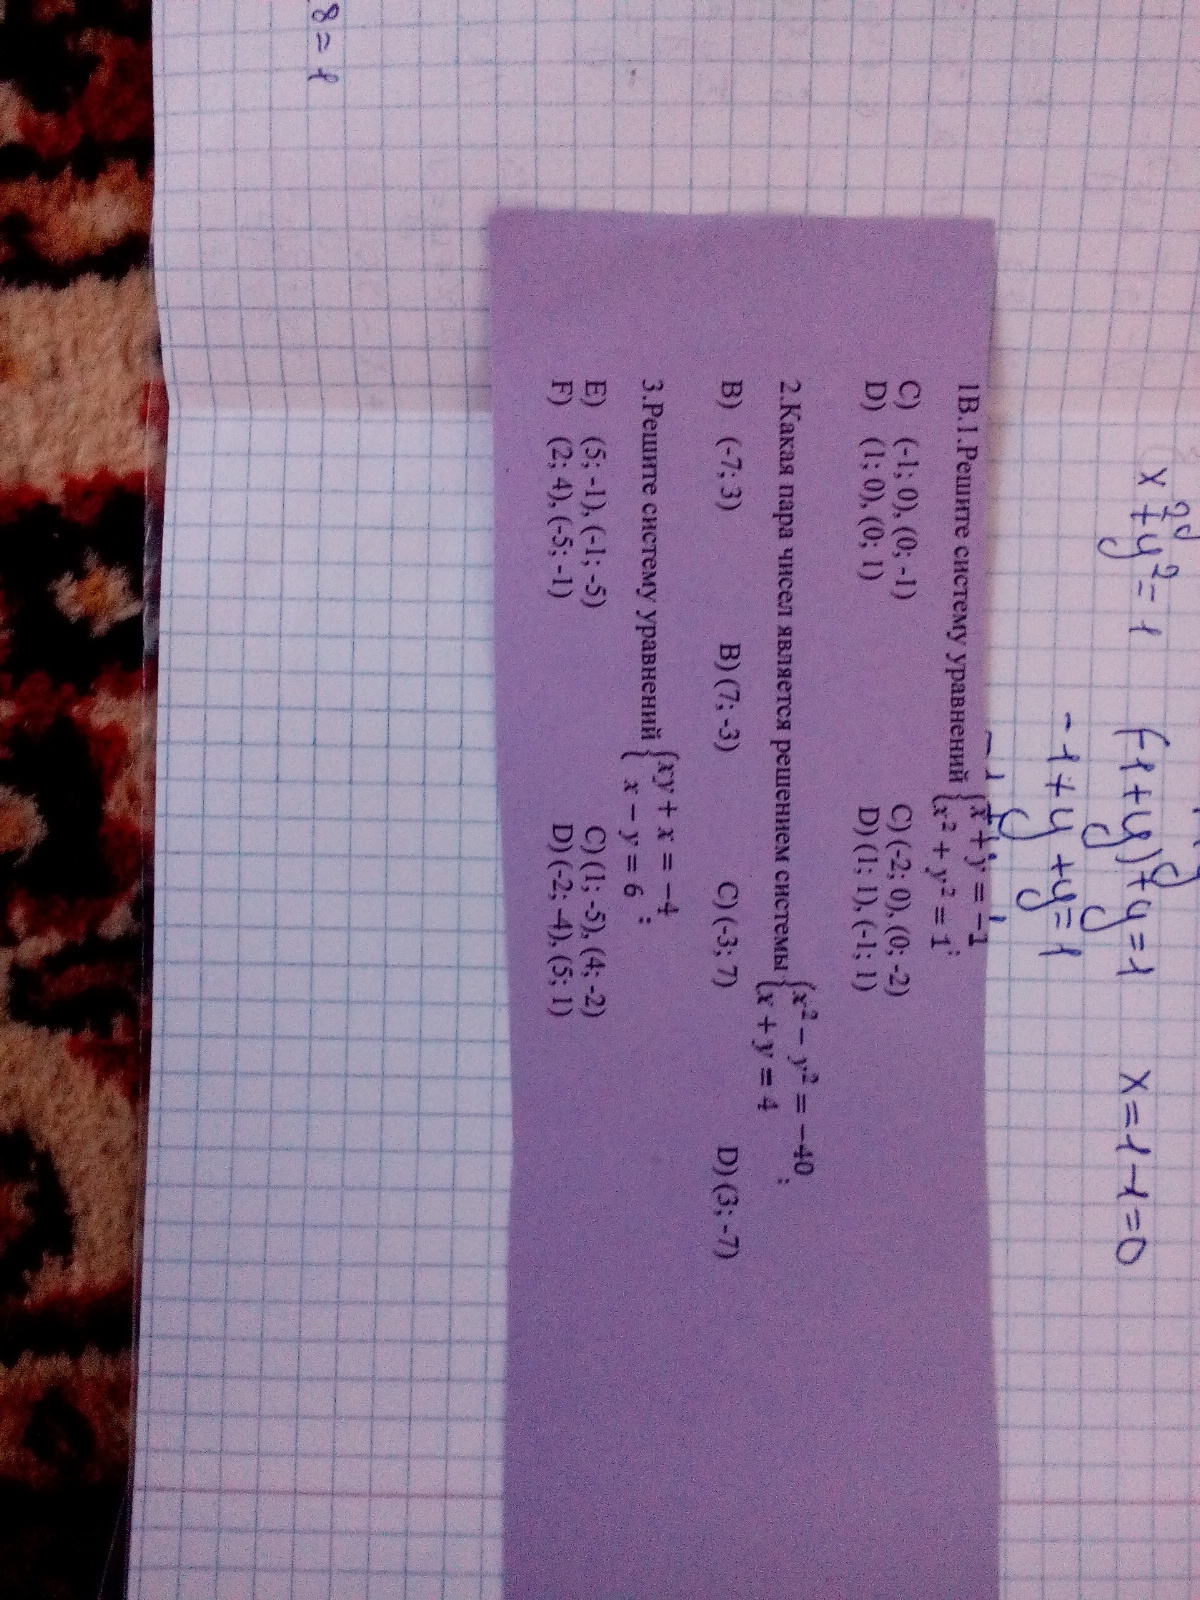 x²+y²=1
(-1+y)+y=1
x=1-1=0
-1+y+y=1
8=1
1В.1.Решите систему уравнений {x + y = -1
x² + y² = 1;
C) (-1; 0), (0; -1) C) (-2; 0), (0; -2)
D) (1; 0), (0; 1) D) (1; 1), (-1; 1)
2.Какая пара чисел является решением системы {x² − y² = −40
x + y = 4;
B) (-7; 3) B) (7; -3) C) (-3; 7) D) (3; -7)
3.Решите систему уравнений {xy + x = −4
x − y = 6;
E) (5; -1), (-1; -5) C) (1; -5), (4; -2)
F) (2; 4), (-5; -1) D) (-2; -4), (5; 1)